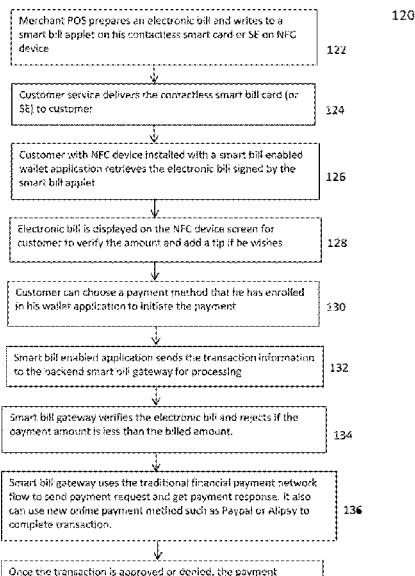 120
Merchant POS prepares an electronic bill and writes to a
smart bill applet on his contactless smart card or SE on NFC
device
122
Customer service delivers the contactless smart bill card (or
SE) to customer
124
Customer with NFC device installed with a smart bill enabled
wallet application retrieves the electronic bill signed by the
smart bill applet
126
Electronic bill is displayed on the NFC device screen for
customer to verify the amount and add a tip if he wishes
128
Customer can choose a payment method that he has enrolled
in his wallet application to initiate the payment
130
Smart bill enabled application sends the transaction information
to the backend smart bill gateway for processing
132
Smart bill gateway verifies the electronic bill and rejects if the
payment amount is less than the billed amount.
134
Smart bill gateway uses the traditional financial payment network
flow to send payment request and get payment response. It also
can use new online payment method such as Paypal or Alipay to
complete transaction.
136
Once the transaction is approved or denied, the payment